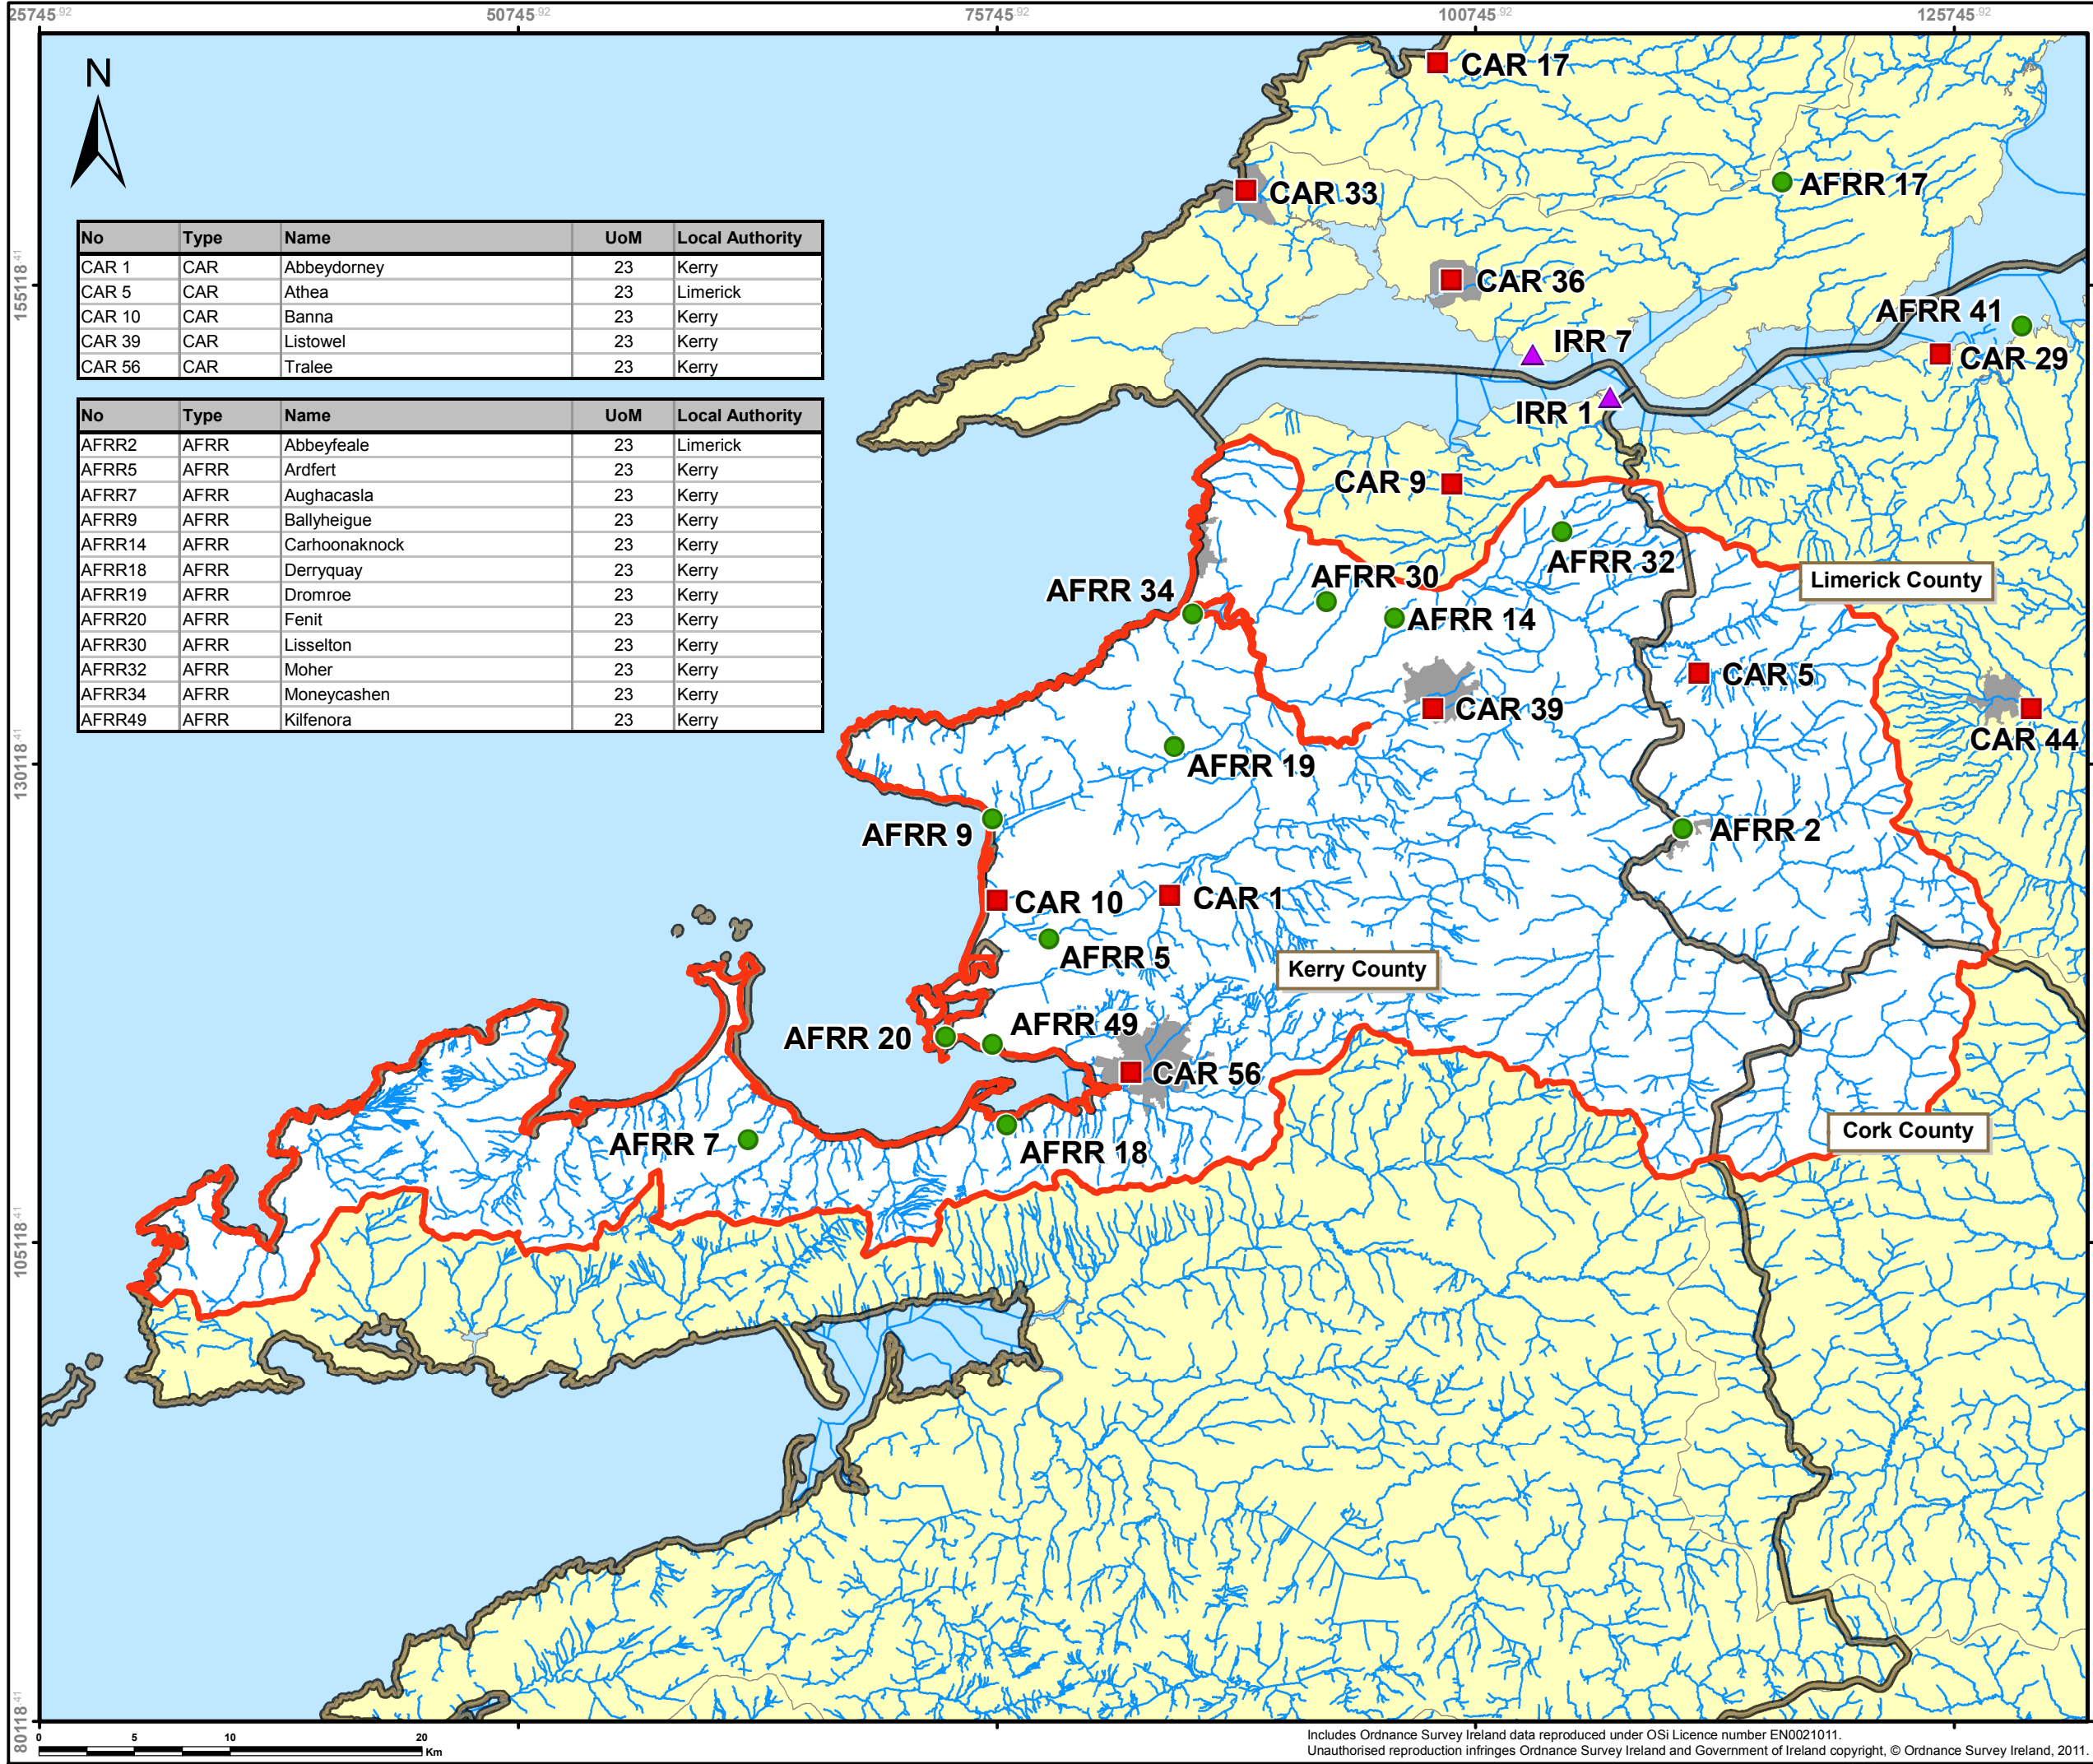 25745.92 50745.92 75745.92 100745.92 125745.92
N
CAR 17
CAR 33
AFRR 17
CAR 36
AFRR 41
IRR 7
CAR 29
IRR 1
No Type Name UoM Local Authority
CAR 1 CAR Abbeydorney 23 Kerry
CAR 5 CAR Athea 23 Limerick
CAR 10 CAR Banna 23 Kerry
CAR 39 CAR Listowel 23 Kerry
CAR 56 CAR Tralee 23 Kerry
No Type Name UoM Local Authority
AFRR2 AFRR Abbeyfeale 23 Limerick
AFRR5 AFRR Ardfert 23 Kerry
AFRR7 AFRR Aughacasla 23 Kerry
AFRR9 AFRR Ballyheigue 23 Kerry
AFRR14 AFRR Carhoonaknock 23 Kerry
AFRR18 AFRR Derryquay 23 Kerry
AFRR19 AFRR Dromroe 23 Kerry
AFRR20 AFRR Fenit 23 Kerry
AFRR30 AFRR Lisselton 23 Kerry
AFRR32 AFRR Moher 23 Kerry
AFRR34 AFRR Moneycashen 23 Kerry
AFRR49 AFRR Kilfenora 23 Kerry
155118.41
130118.41
105118.41
80118.41
CAR 9
AFRR 32
Limerick County
AFRR 30
AFRR 34
AFRR 14
CAR 5
CAR 39
CAR 44
AFRR 19
AFRR 9
AFRR 2
CAR 10
CAR 1
AFRR 5
Kerry County
AFRR 49
AFRR 20
CAR 56
Cork County
AFRR 7
AFRR 18
0 5 10 20
Km
Includes Ordnance Survey Ireland data reproduced under OSi Licence number EN0021011.
Unauthorised reproduction infringes Ordnance Survey Ireland and Government of Ireland copyright, © Ordnance Survey Ireland, 2011.